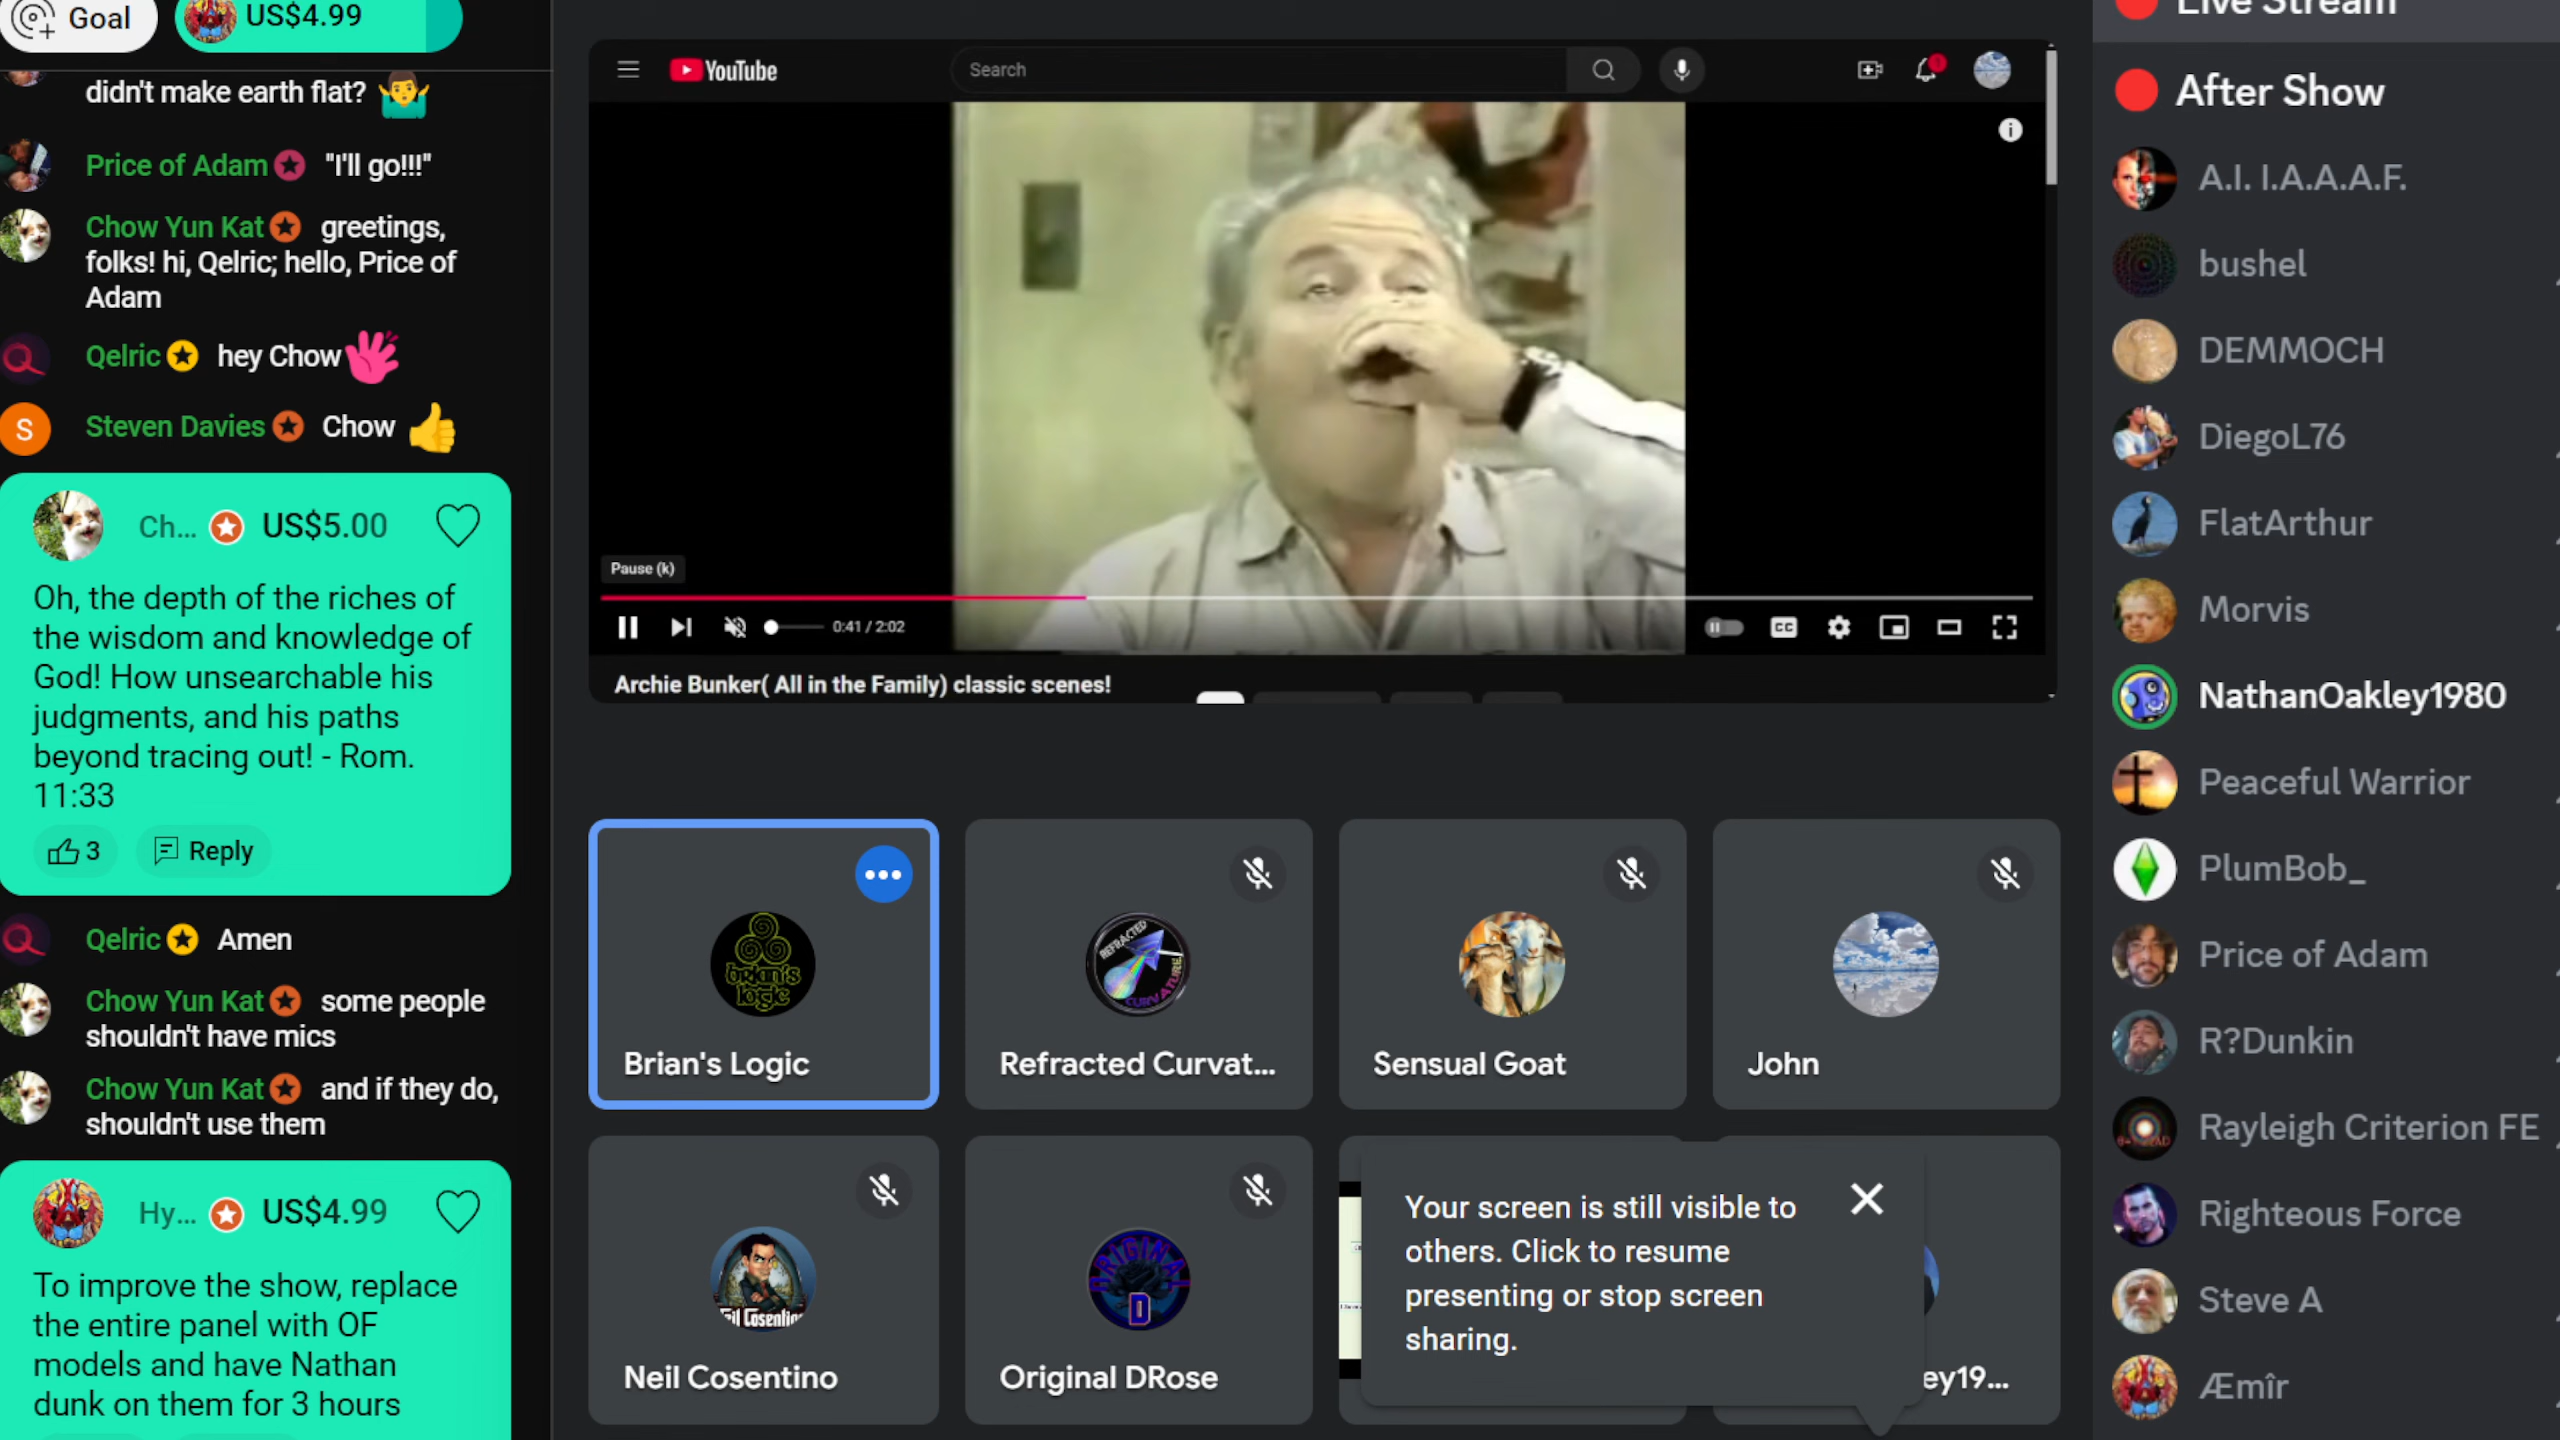 Goal
US$4.99
didn't make earth flat?
Price of Adam "I'll go!!!"
Chow Yun Kat greetings,
folks! hi, Qelric; hello, Price of
Adam
Qelric hey Chow
S
Steven Davies Chow
Ch... US$5.00
Oh, the depth of the riches of
the wisdom and knowledge of
God! How unsearchable his
judgments, and his paths
beyond tracing out! - Rom.
11:33
3 Reply
Qelric Amen
Chow Yun Kat some people
shouldn't have mics
Chow Yun Kat and if they do,
shouldn't use them
Hy... US$4.99
To improve the show, replace
the entire panel with OF
models and have Nathan
dunk on them for 3 hours
YouTube
Search
Pause (k)
0:41 / 2:02
CC
Archie Bunker( All in the Family) classic scenes!
brian's
logic
Brian's Logic
REFRACTED
CURVATURE
Refracted Curvat...
Sensual Goat
John
Neil Cosentino
Neil Cosentino
ORIGINAL
D
Original DRose
Your screen is still visible to
others. Click to resume
presenting or stop screen
sharing.
ey19...
Live Stream
After Show
A.I. I.A.A.A.F.
bushel
DEMMOCH
DiegoL76
FlatArthur
Morvis
NathanOakley1980
Peaceful Warrior
PlumBob_
Price of Adam
R?Dunkin
Rayleigh Criterion FE
Righteous Force
Steve A
Æmîr